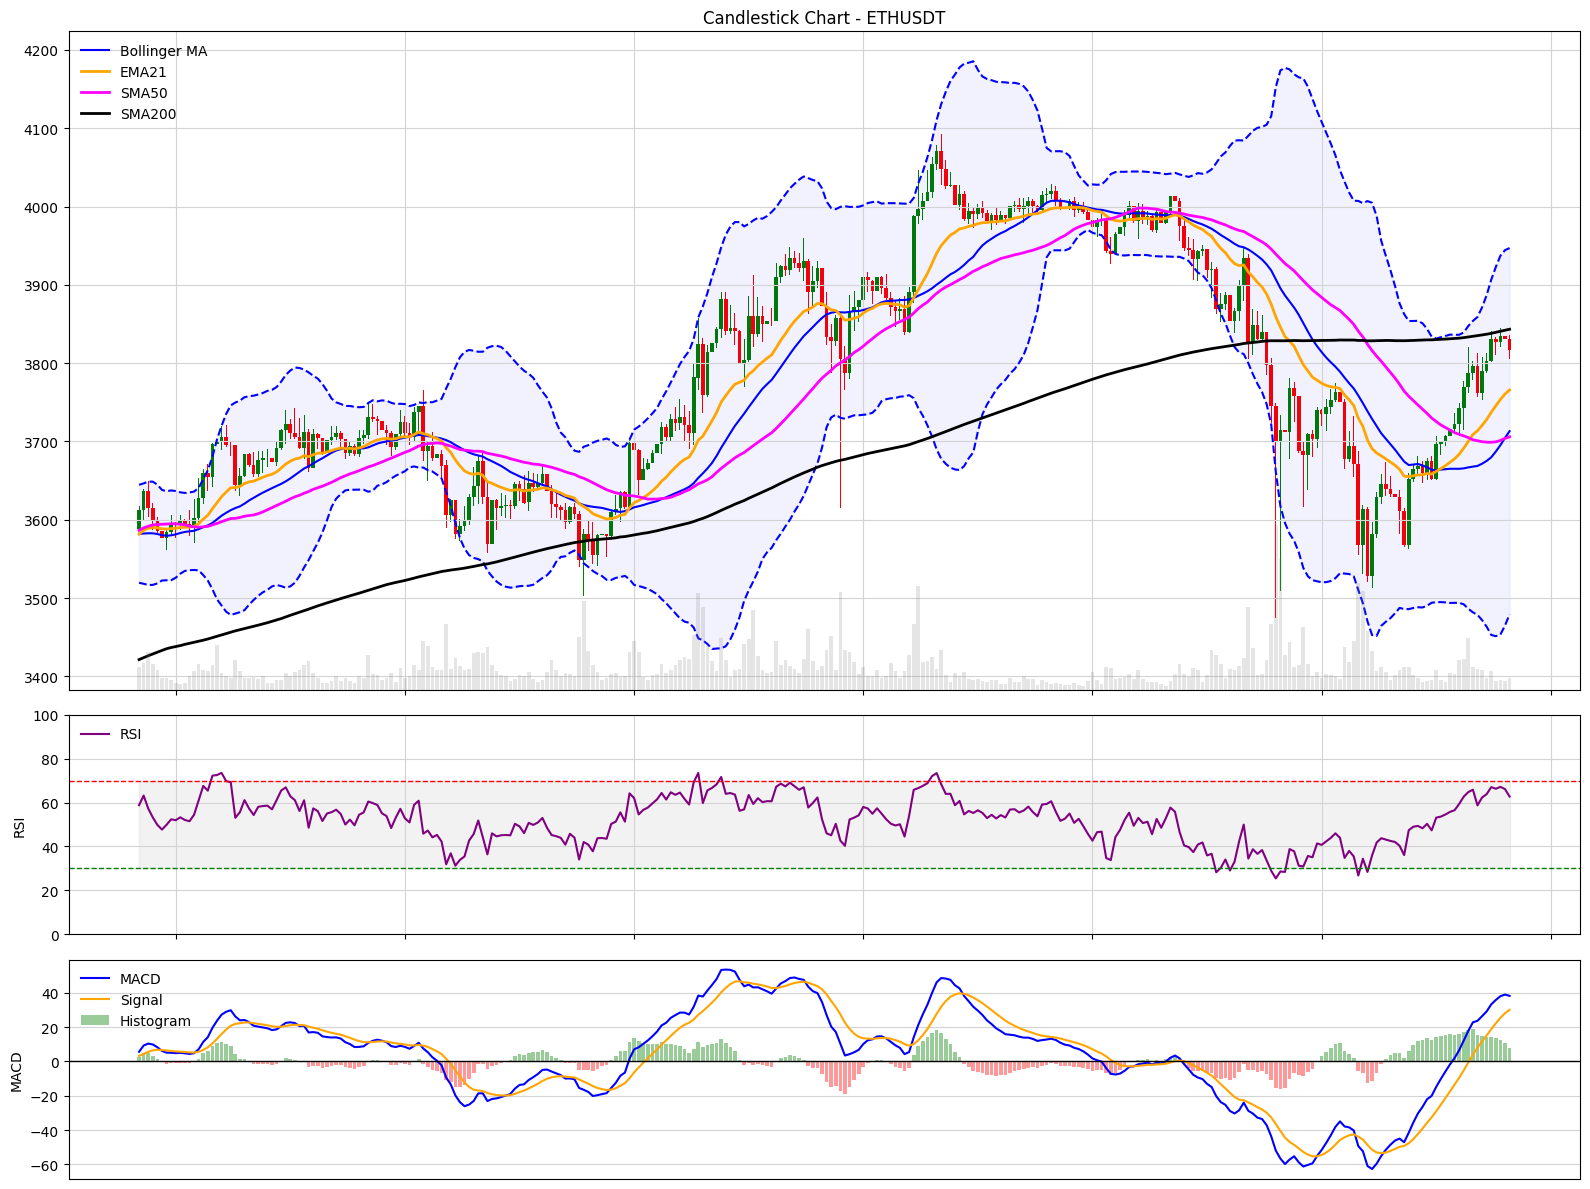 Candlestick Chart - ETHUSDT
4200
4100
4000
3900
3800
3700
3600
3500
3400
Bollinger MA
EMA21
SMA50
SMA200
100
80
60
40
20
0
RSI
RSI
40
20
0
−20
−40
−60
MACD
MACD
Signal
Histogram